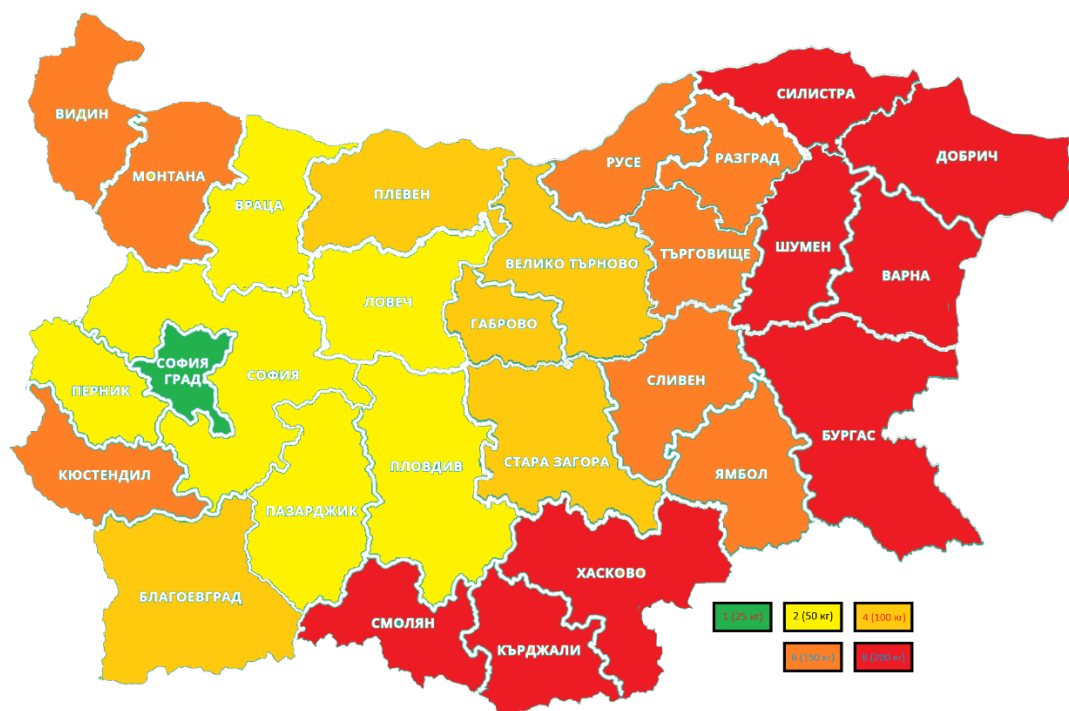 СИЛИСТРА
ВИДИН
ДОБРИЧ
РУСЕ
РАЗГРАД
МОНТАНА
ПЛЕВЕН
ВРАЦА
ШУМЕН
ТЪРГОВИЩЕ
ВЕЛИКО ТЪРНОВО
ВАРНА
ЛОВЕЧ
ГАБРОВО
СОФИЯ
ГРАД
СОФИЯ
СЛИВЕН
ПЕРНИК
БУРГАС
СТАРА ЗАГОРА
ПЛОВДИВ
КЮСТЕНДИЛ
ЯМБОЛ
ПАЗАРДЖИК
ХАСКОВО
БЛАГОЕВГРАД
СМОЛЯН
КЪРДЖАЛИ
1 (25 кг)
2 (50 кг)
4 (100 кг)
6 (150 кг)
8 (200 кг)